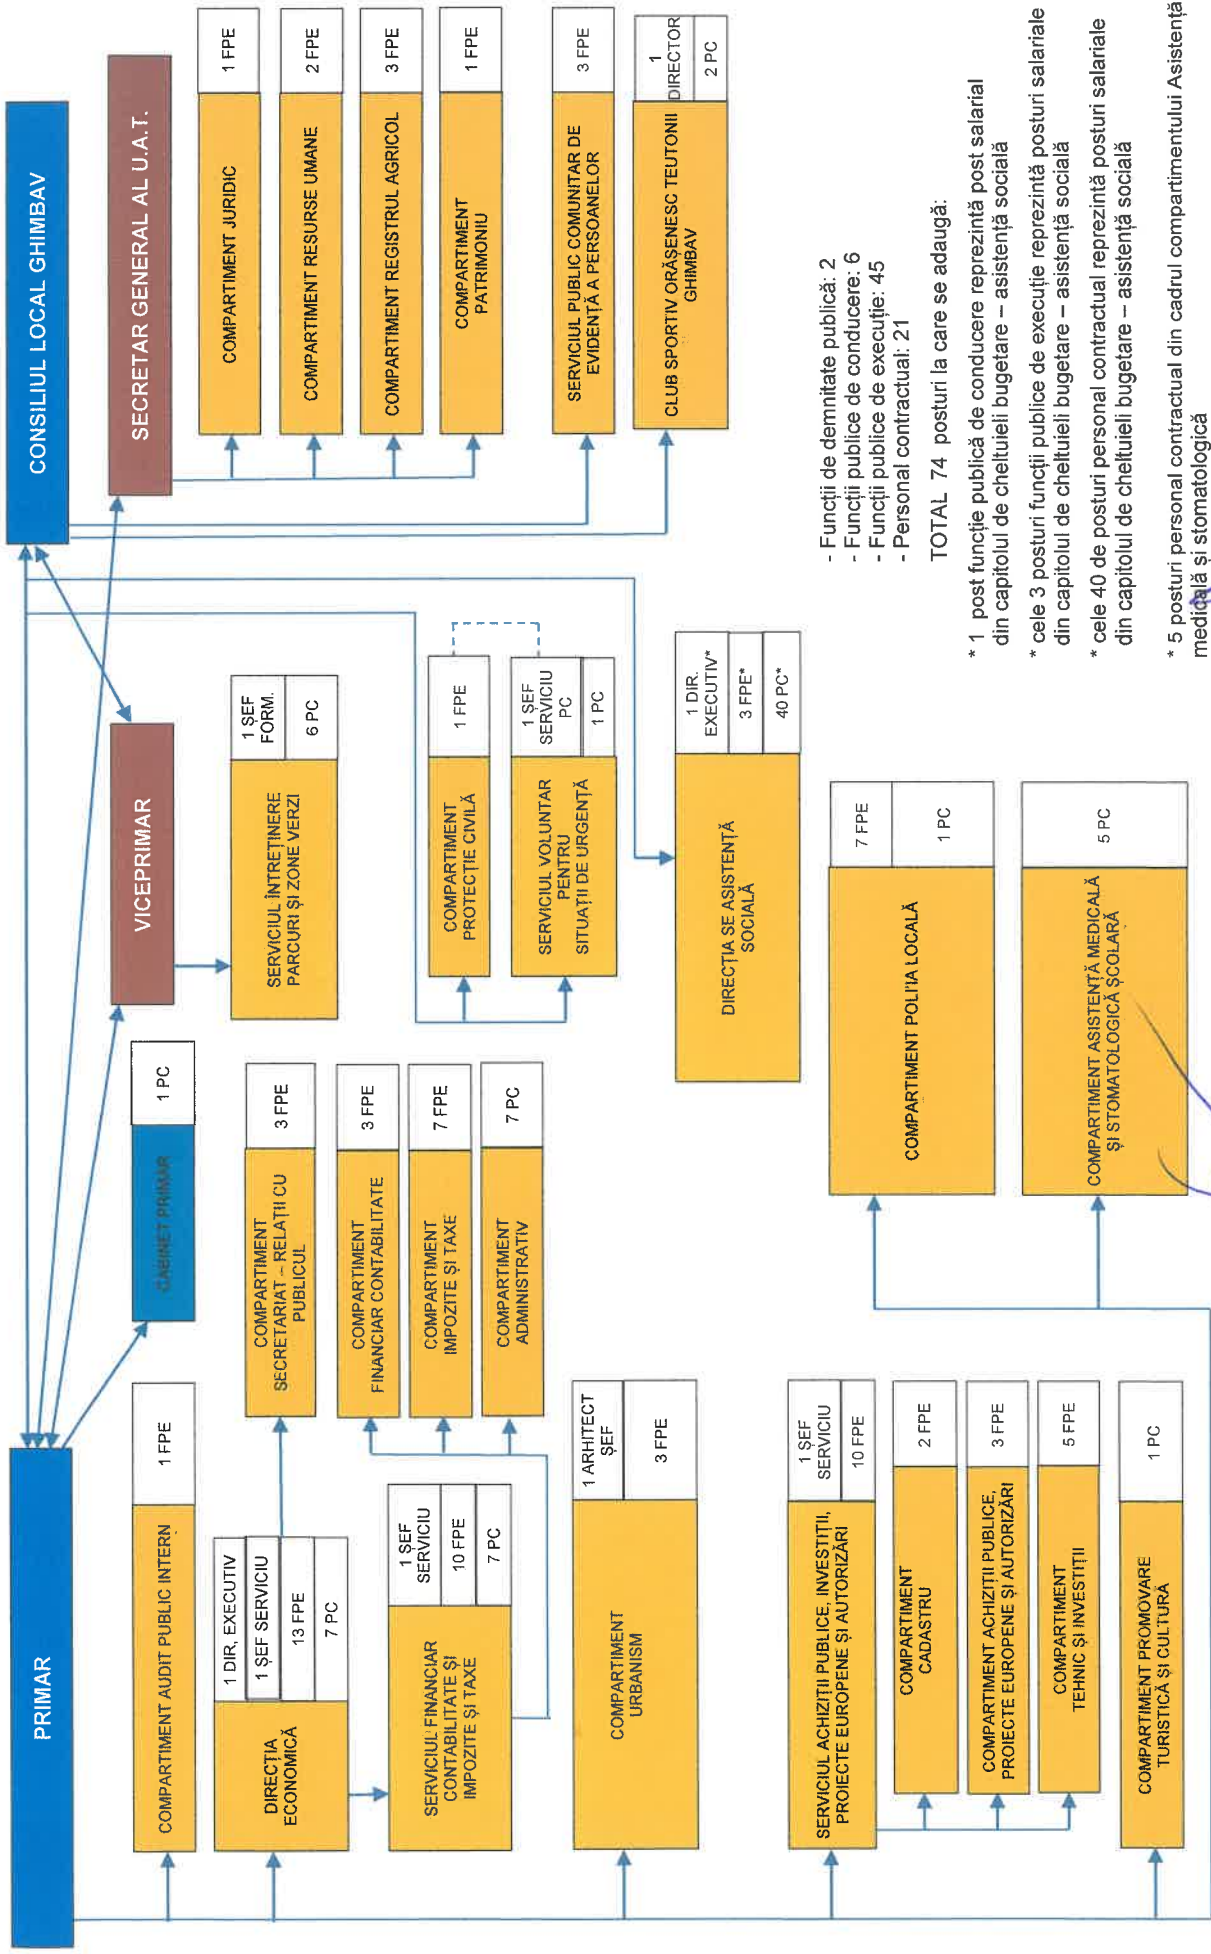 PRIMAR
CONSILIUL LOCAL GHIMBAV
VICEPRIMAR
SECRETAR GENERAL AL U.A.T.
CABINET PRIMAR
1 PC
COMPARTIMENT AUDIT PUBLIC INTERN
1 FPE
DIRECȚIA
ECONOMICĂ
1 DIR, EXECUTIV
1 ȘEF SERVICIU
13 FPE
7 PC
COMPARTIMENT
SECRETARIAT – RELAȚII CU
PUBLICUL
3 FPE
SERVICIUL FINANCIAR
CONTABILITATE ȘI
IMPOZITE ȘI TAXE
1 ȘEF
SERVICIU
10 FPE
7 PC
COMPARTIMENT
FINANCIAR CONTABILITATE
3 FPE
COMPARTIMENT
IMPOZITE ȘI TAXE
7 FPE
COMPARTIMENT
ADMINISTRATIV
7 PC
COMPARTIMENT
URBANISM
1 ARHITECT
ȘEF
3 FPE
SERVICIUL ACHIZIȚII PUBLICE, INVESTIȚII,
PROIECTE EUROPENE ȘI AUTORIZĂRI
1 ȘEF
SERVICIU
10 FPE
COMPARTIMENT
CADASTRU
2 FPE
COMPARTIMENT ACHIZIȚII PUBLICE,
PROIECTE EUROPENE ȘI AUTORIZĂRI
3 FPE
COMPARTIMENT
TEHNIC ȘI INVESTIȚII
5 FPE
COMPARTIMENT PROMOVARE
TURISTICĂ ȘI CULTURĂ
1 PC
SERVICIUL ÎNTREȚINERE
PARCURI ȘI ZONE VERZI
1 ȘEF
FORM.
6 PC
COMPARTIMENT
PROTECȚIE CIVILĂ
1 FPE
SERVICIUL VOLUNTAR
PENTRU
SITUAȚII DE URGENȚĂ
1 ȘEF
SERVICIU
PC
1 PC
DIRECȚIA SE ASISTENȚĂ
SOCIALĂ
1 DIR.
EXECUTIV*
3 FPE*
40 PC*
COMPARTIMENT POLIȚIA LOCALĂ
7 FPE
1 PC
COMPARTIMENT ASISTENȚĂ MEDICALĂ
ȘI STOMATOLOGICĂ ȘCOLARĂ
5 PC
COMPARTIMENT JURIDIC
1 FPE
COMPARTIMENT RESURSE UMANE
2 FPE
COMPARTIMENT REGISTRUL AGRICOL
3 FPE
COMPARTIMENT
PATRIMONIU
1 FPE
SERVICIUL PUBLIC COMUNITAR DE
EVIDENȚĂ A PERSOANELOR
3 FPE
CLUB SPORTIV ORĂȘENESC TEUTONII
GHIMBAV
1
DIRECTOR
2 PC
- Funcții de demnitate publică: 2
- Funcții publice de conducere: 6
- Funcții publice de execuție: 45
- Personal contractual: 21
TOTAL 74 posturi la care se adaugă:
* 1 post funcție publică de conducere reprezintă post salarial
din capitolul de cheltuieli bugetare – asistență socială
* cele 3 posturi funcții publice de execuție reprezintă posturi salariale
din capitolul de cheltuieli bugetare – asistență socială
* cele 40 de posturi personal contractual reprezintă posturi salariale
din capitolul de cheltuieli bugetare – asistență socială
* 5 posturi personal contractual din cadrul compartimentului Asistență
medicală și stomatologică